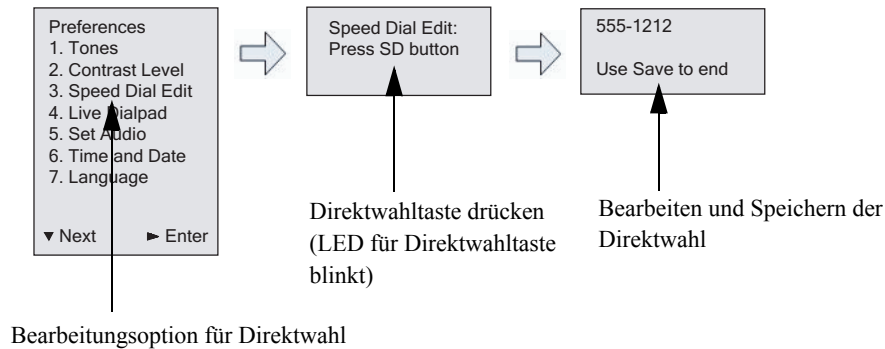 Preferences
1. Tones
2. Contrast Level
3. Speed Dial Edit
4. Live Dialpad
5. Set Audio
6. Time and Date
7. Language
▼ Next ► Enter
Speed Dial Edit:
Press SD button
555-1212
Use Save to end
Direktwahltaste drücken
(LED für Direktwahltaste
blinkt)
Bearbeiten und Speichern der
Direktwahl
Bearbeitungsoption für Direktwahl